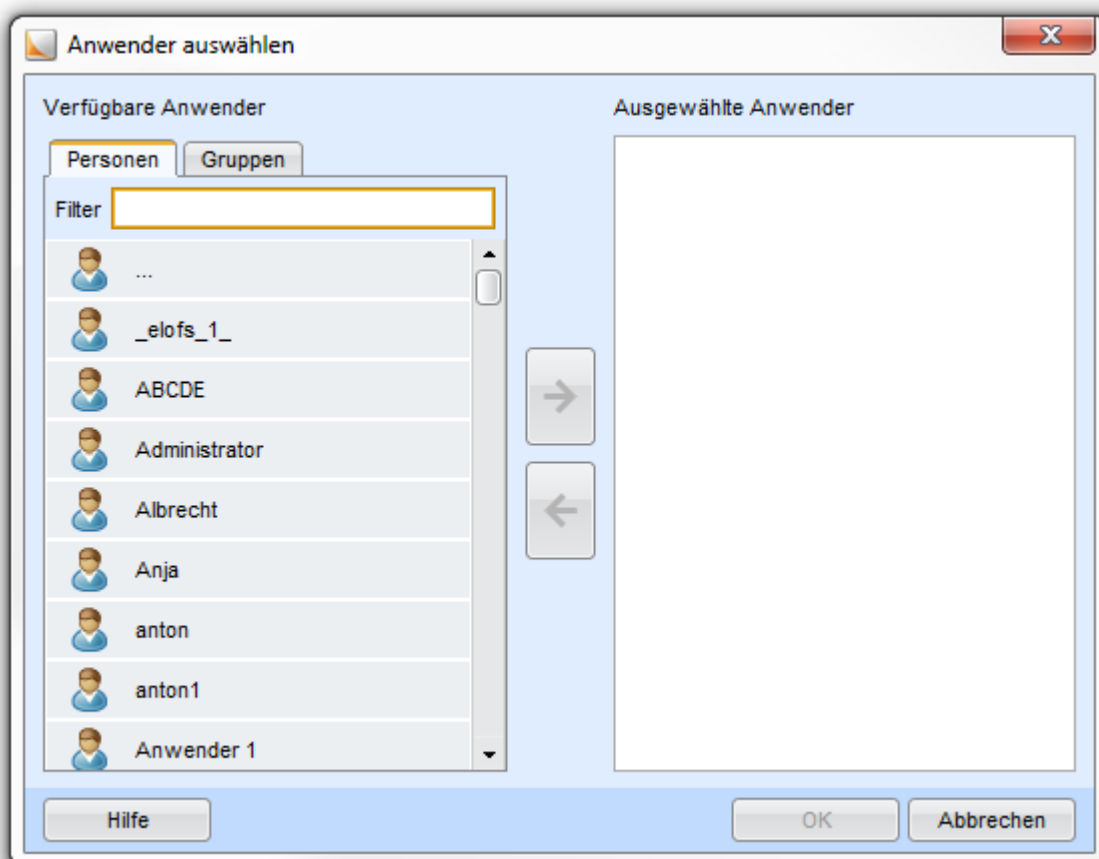 Anwender auswählen
Verfügbare Anwender
Ausgewählte Anwender
Personen
Gruppen
Filter
...
_elofs_1_
ABCDE
Administrator
Albrecht
Anja
anton
anton1
Anwender 1
Hilfe
OK
Abbrechen